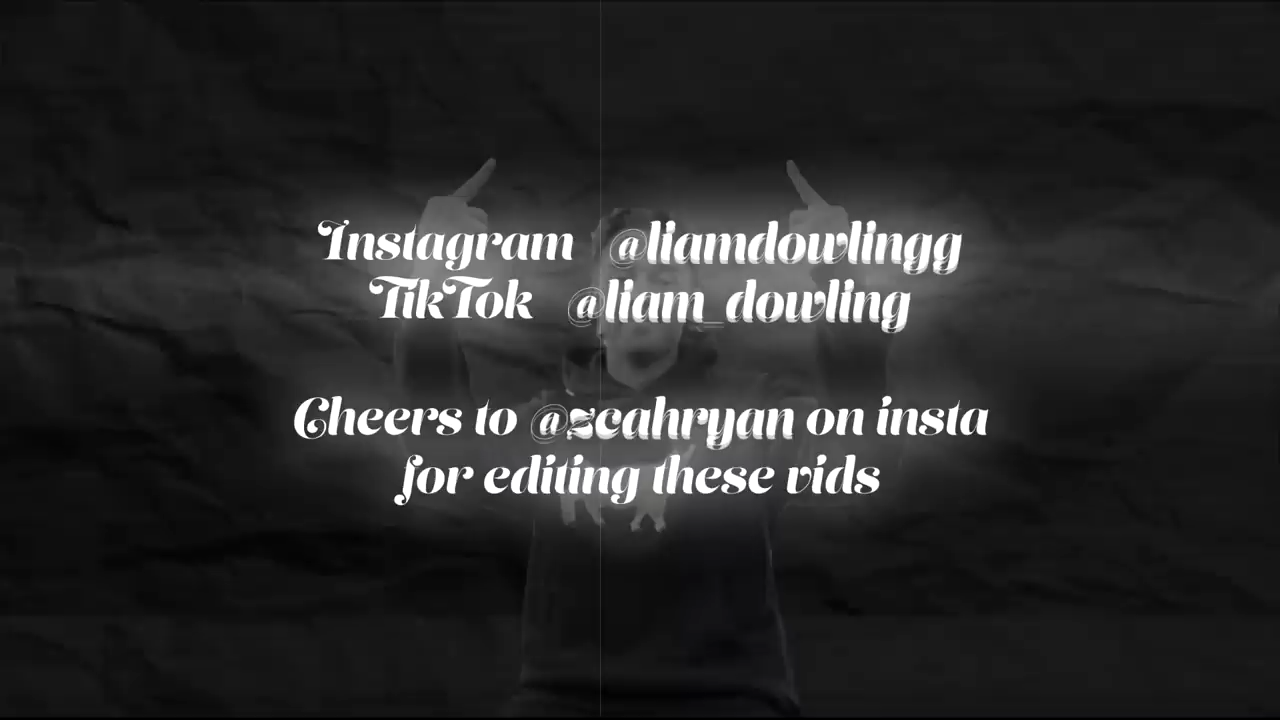 Instagram @liamdowlingg
TikTok @liam_dowling
Cheers to @zcahryan on insta
for editing these vids